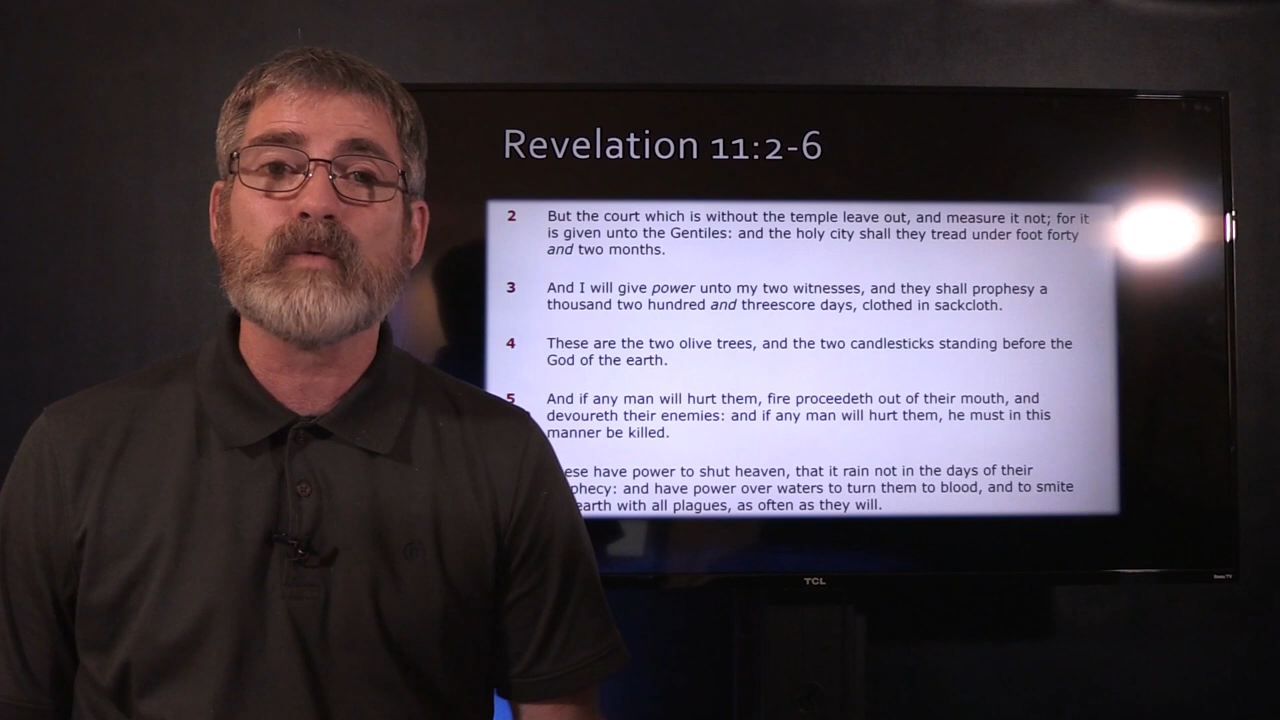 Revelation 11:2-6
2 But the court which is without the temple leave out, and measure it not; for it
is given unto the Gentiles: and the holy city shall they tread under foot forty
and two months.
3 And I will give power unto my two witnesses, and they shall prophesy a
thousand two hundred and threescore days, clothed in sackcloth.
4 These are the two olive trees, and the two candlesticks standing before the
God of the earth.
5 And if any man will hurt them, fire proceedeth out of their mouth, and
devoureth their enemies: and if any man will hurt them, he must in this
manner be killed.
ese have power to shut heaven, that it rain not in the days of their
phecy: and have power over waters to turn them to blood, and to smite
earth with all plagues, as often as they will.
TCL
Roku TV